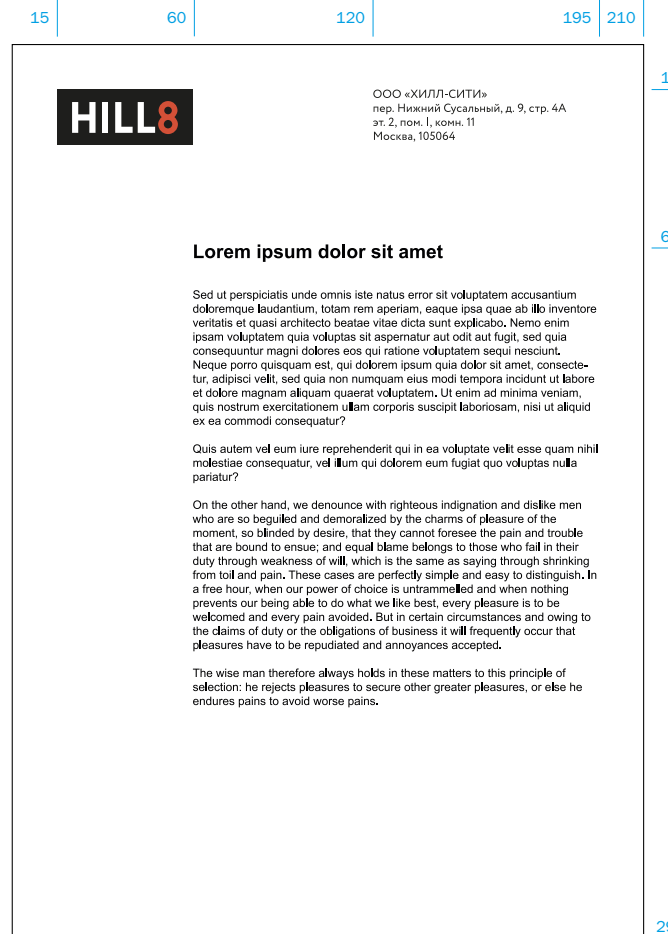 15 60 120 195 210
HILL8
ООО «ХИЛЛ-СИТИ»
пер. Нижний Сусальный, д. 9, стр. 4А
эт. 2, пом. I, комн. 11
Москва, 105064
Lorem ipsum dolor sit amet
Sed ut perspiciatis unde omnis iste natus error sit voluptatem accusantium
doloremque laudantium, totam rem aperiam, eaque ipsa quae ab illo inventore
veritatis et quasi architecto beatae vitae dicta sunt explicabo. Nemo enim
ipsam voluptatem quia voluptas sit aspernatur aut odit aut fugit, sed quia
consequuntur magni dolores eos qui ratione voluptatem sequi nesciunt.
Neque porro quisquam est, qui dolorem ipsum quia dolor sit amet, consecte-
tur, adipisci velit, sed quia non numquam eius modi tempora incidunt ut labore
et dolore magnam aliquam quaerat voluptatem. Ut enim ad minima veniam,
quis nostrum exercitationem ullam corporis suscipit laboriosam, nisi ut aliquid
ex ea commodi consequatur?
Quis autem vel eum iure reprehenderit qui in ea voluptate velit esse quam nihil
molestiae consequatur, vel illum qui dolorem eum fugiat quo voluptas nulla
pariatur?
On the other hand, we denounce with righteous indignation and dislike men
who are so beguiled and demoralized by the charms of pleasure of the
moment, so blinded by desire, that they cannot foresee the pain and trouble
that are bound to ensue; and equal blame belongs to those who fail in their
duty through weakness of will, which is the same as saying through shrinking
from toil and pain. These cases are perfectly simple and easy to distinguish. In
a free hour, when our power of choice is untrammelled and when nothing
prevents our being able to do what we like best, every pleasure is to be
welcomed and every pain avoided. But in certain circumstances and owing to
the claims of duty or the obligations of business it will frequently occur that
pleasures have to be repudiated and annoyances accepted.
The wise man therefore always holds in these matters to this principle of
selection: he rejects pleasures to secure other greater pleasures, or else he
endures pains to avoid worse pains.